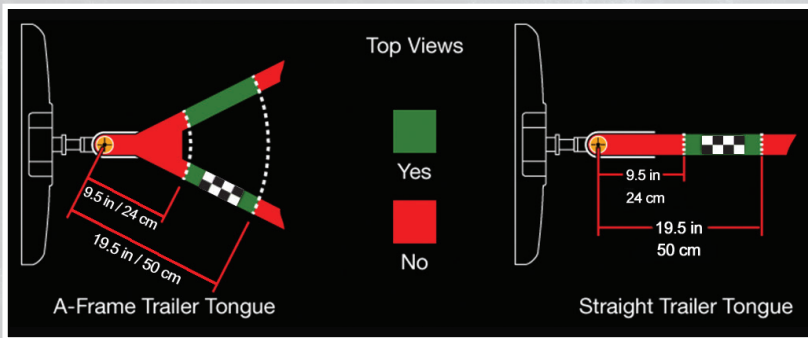 Top Views
Yes
No
9.5 in / 24 cm
19.5 in / 50 cm
A-Frame Trailer Tongue
9.5 in
24 cm
19.5 in
50 cm
Straight Trailer Tongue